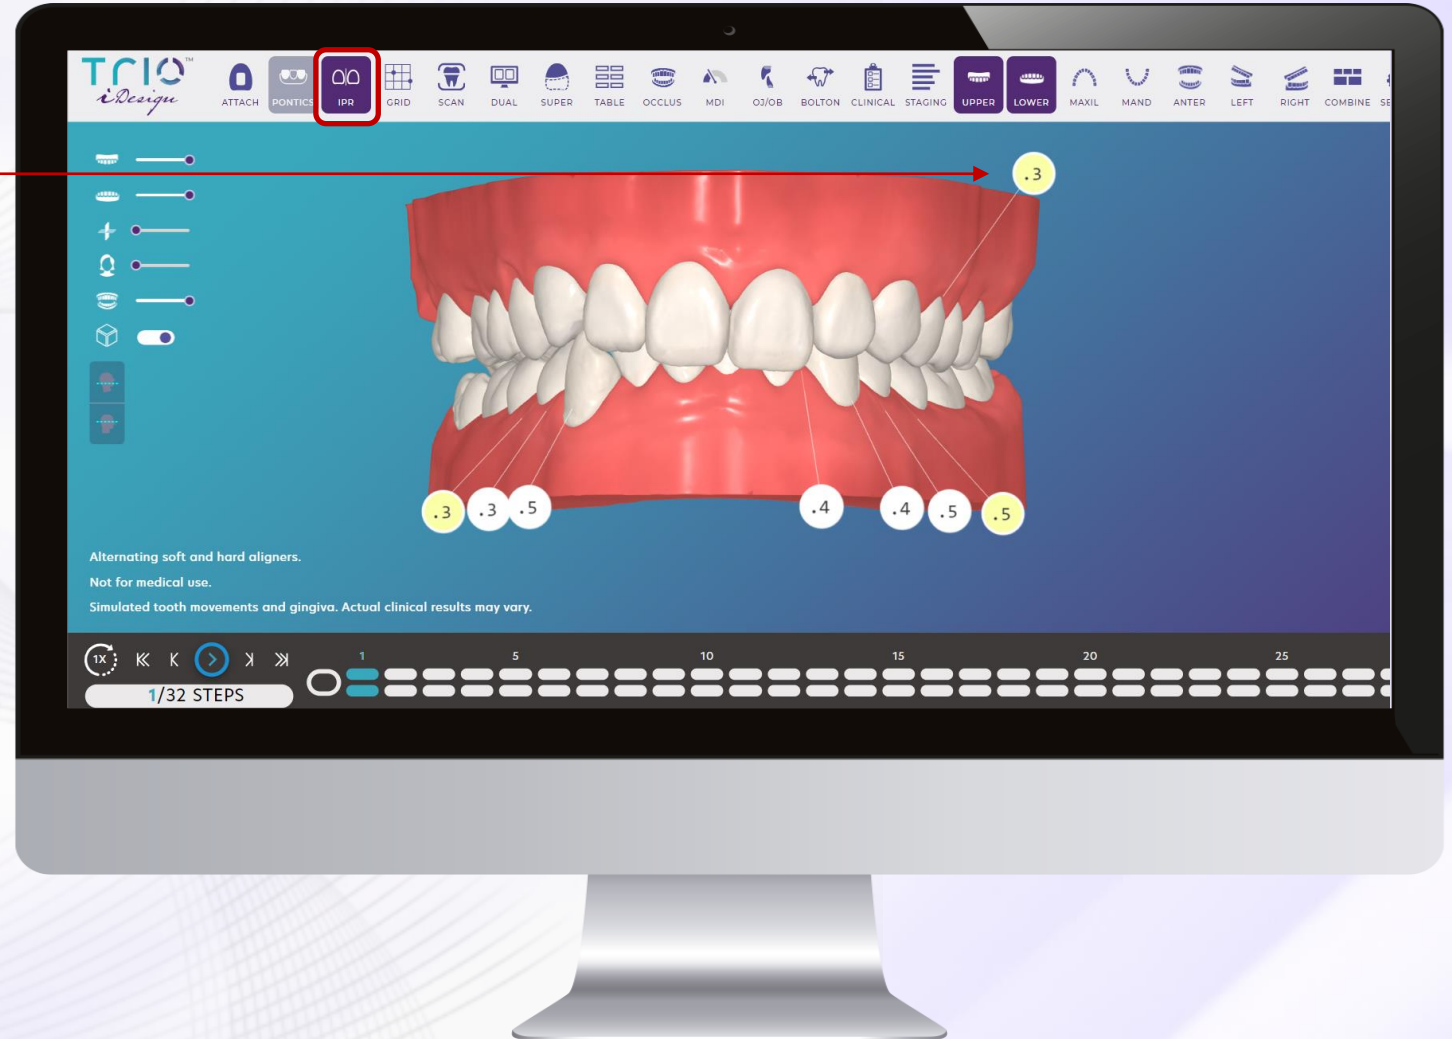 TRIO™
iDesign
ATTACH PONTICS IPR GRID SCAN DUAL SUPER TABLE OCCLUS MDI OJ/OB BOLTON CLINICAL STAGING UPPER LOWER MAXIL MAND ANTER LEFT RIGHT COMBINE SE
.3
.3 .3 .5 .4 .4 .5 .5
Alternating soft and hard aligners.
Not for medical use.
Simulated tooth movements and gingiva. Actual clinical results may vary.
1X
1 5 10 15 20 25
1/32 STEPS